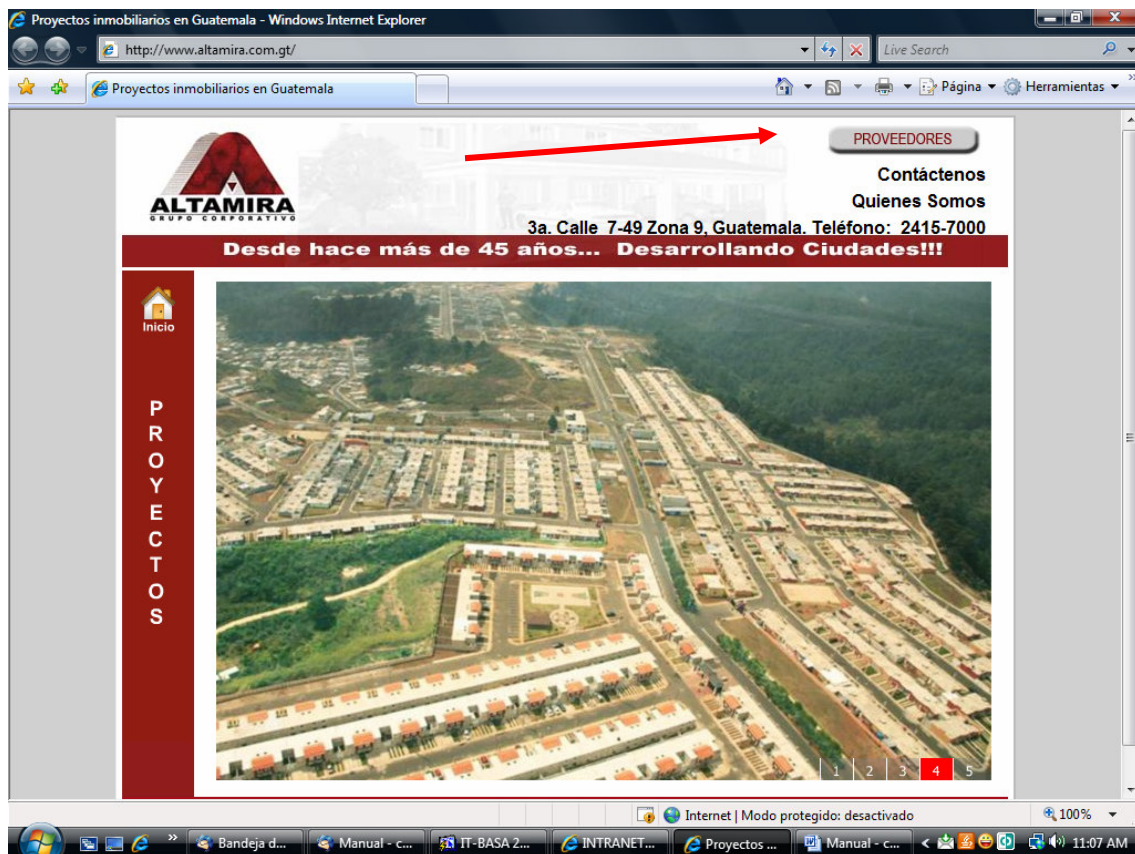 Proyectos inmobiliarios en Guatemala - Windows Internet Explorer
http://www.altamira.com.gt/
Live Search
Proyectos inmobiliarios en Guatemala
Página
Herramientas
PROVEEDORES
Contáctenos
Quienes Somos
ALTAMIRA
GRUPO CORPORATIVO
3a. Calle 7-49 Zona 9, Guatemala. Teléfono: 2415-7000
Desde hace más de 45 años... Desarrollando Ciudades!!!
Inicio
PROYECTOS
1 2 3 4 5
Internet | Modo protegido: desactivado
100%
Bandeja d... Manual - c... IT-BASA 2... INTRANET... Proyectos ... Manual - c... 11:07 AM